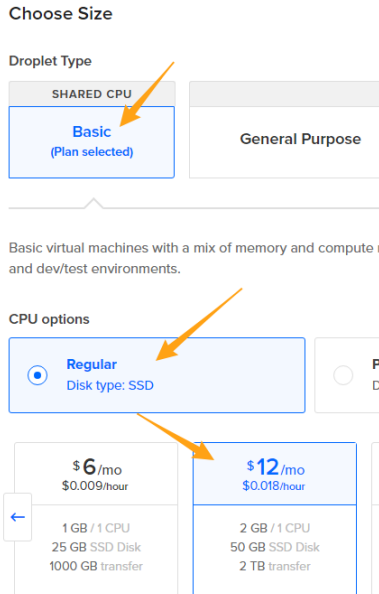 Choose Size
Droplet Type
SHARED CPU
Basic
(Plan selected)
General Purpose
Basic virtual machines with a mix of memory and compute
and dev/test environments.
CPU options
Regular
Disk type: SSD
P
D
$6/mo
$0.009/hour
1 GB / 1 CPU
25 GB SSD Disk
1000 GB transfer
$12/mo
$0.018/hour
2 GB / 1 CPU
50 GB SSD Disk
2 TB transfer